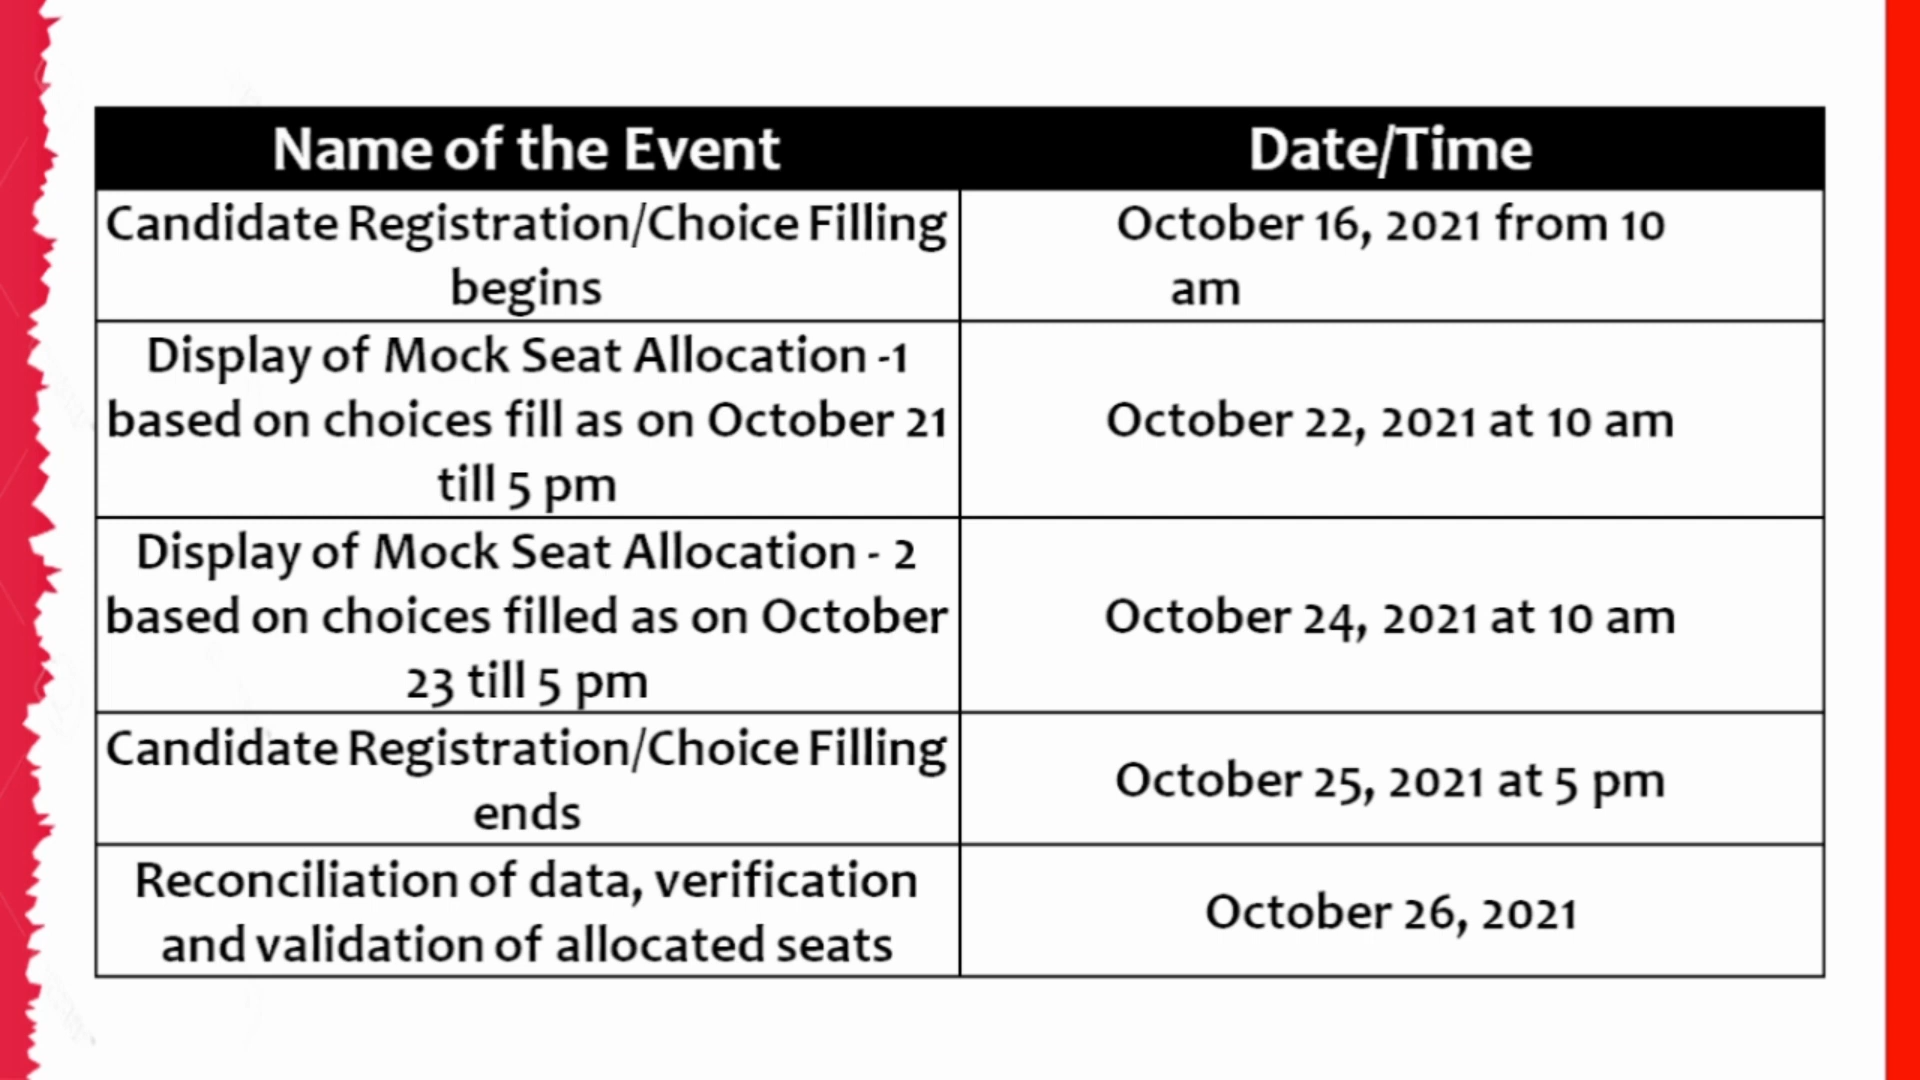 Name of the Event
Date/Time
Candidate Registration/Choice Filling
begins
October 16, 2021 from 10
am
Display of Mock Seat Allocation -1
based on choices fill as on October 21
till 5 pm
October 22, 2021 at 10 am
Display of Mock Seat Allocation - 2
based on choices filled as on October
23 till 5 pm
October 24, 2021 at 10 am
Candidate Registration/Choice Filling
ends
October 25, 2021 at 5 pm
Reconciliation of data, verification
and validation of allocated seats
October 26, 2021